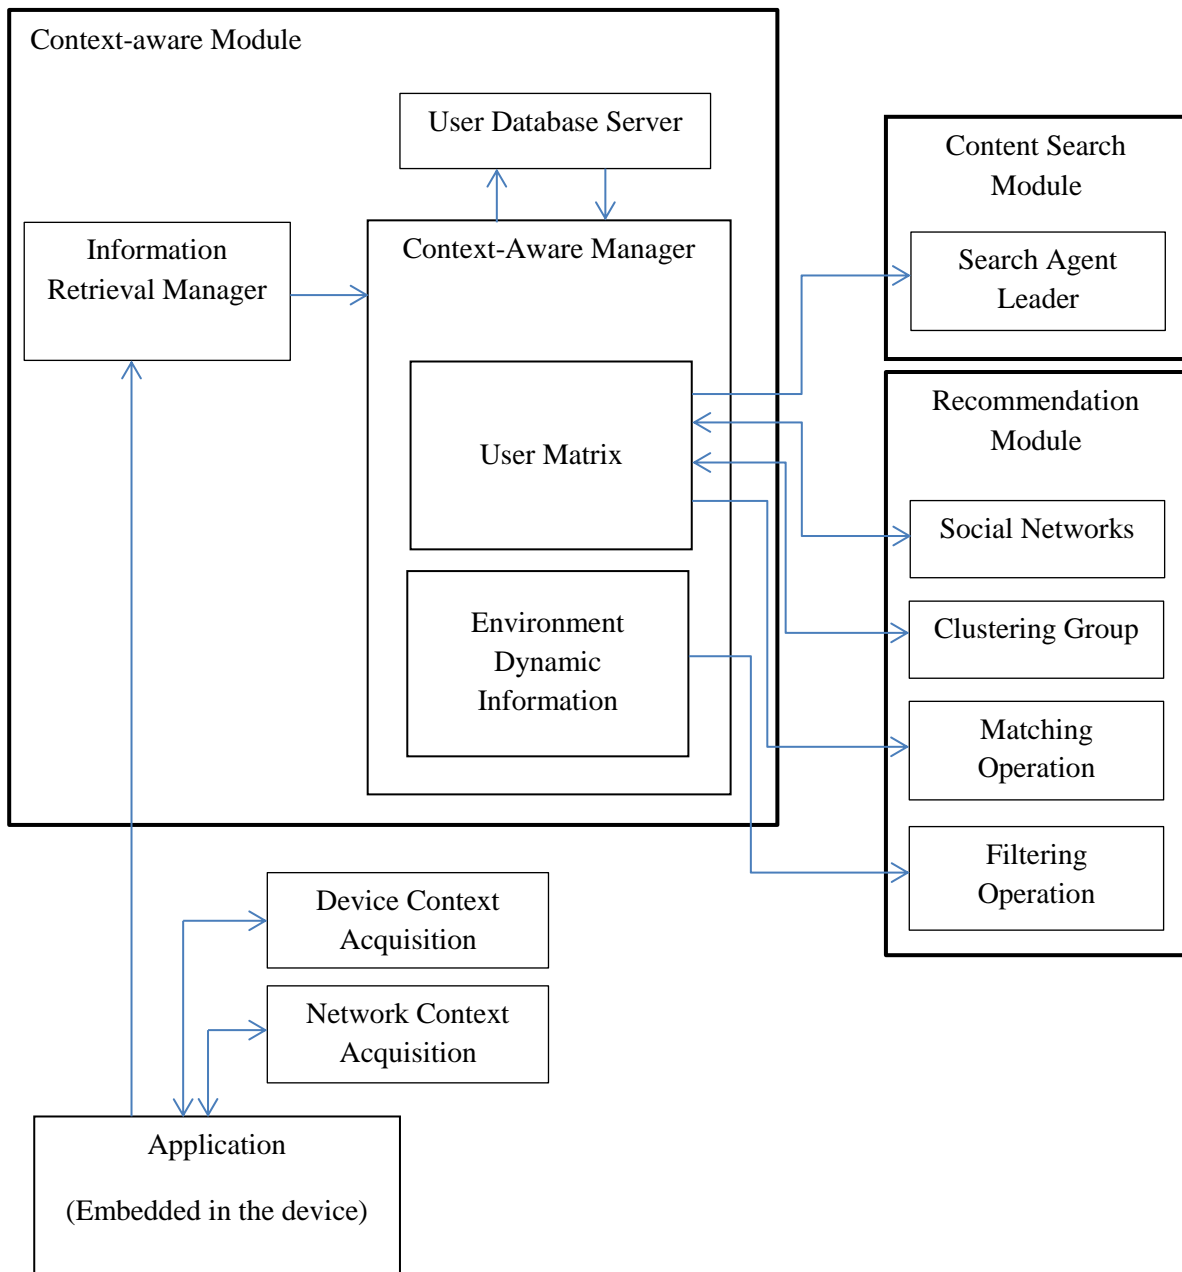 Context-aware Module
User Database Server
Information
Retrieval Manager
Context-Aware Manager
User Matrix
Environment
Dynamic
Information
Content Search
Module
Search Agent
Leader
Recommendation
Module
Social Networks
Clustering Group
Matching
Operation
Filtering
Operation
Device Context
Acquisition
Network Context
Acquisition
Application
(Embedded in the device)